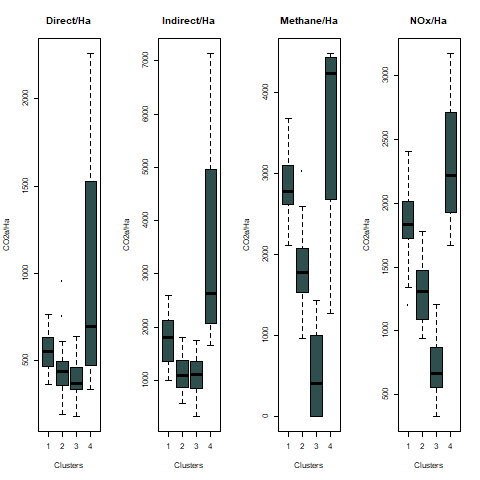 Direct/Ha Indirect/Ha Methane/Ha NOx/Ha
CO2e/Ha
500 1000 1500 2000
1 2 3 4
Clusters
CO2e/Ha
1000 2000 3000 4000 5000 6000 7000
1 2 3 4
Clusters
CO2e/Ha
0 1000 2000 3000 4000
1 2 3 4
Clusters
CO2e/Ha
500 1000 1500 2000 2500 3000
1 2 3 4
Clusters